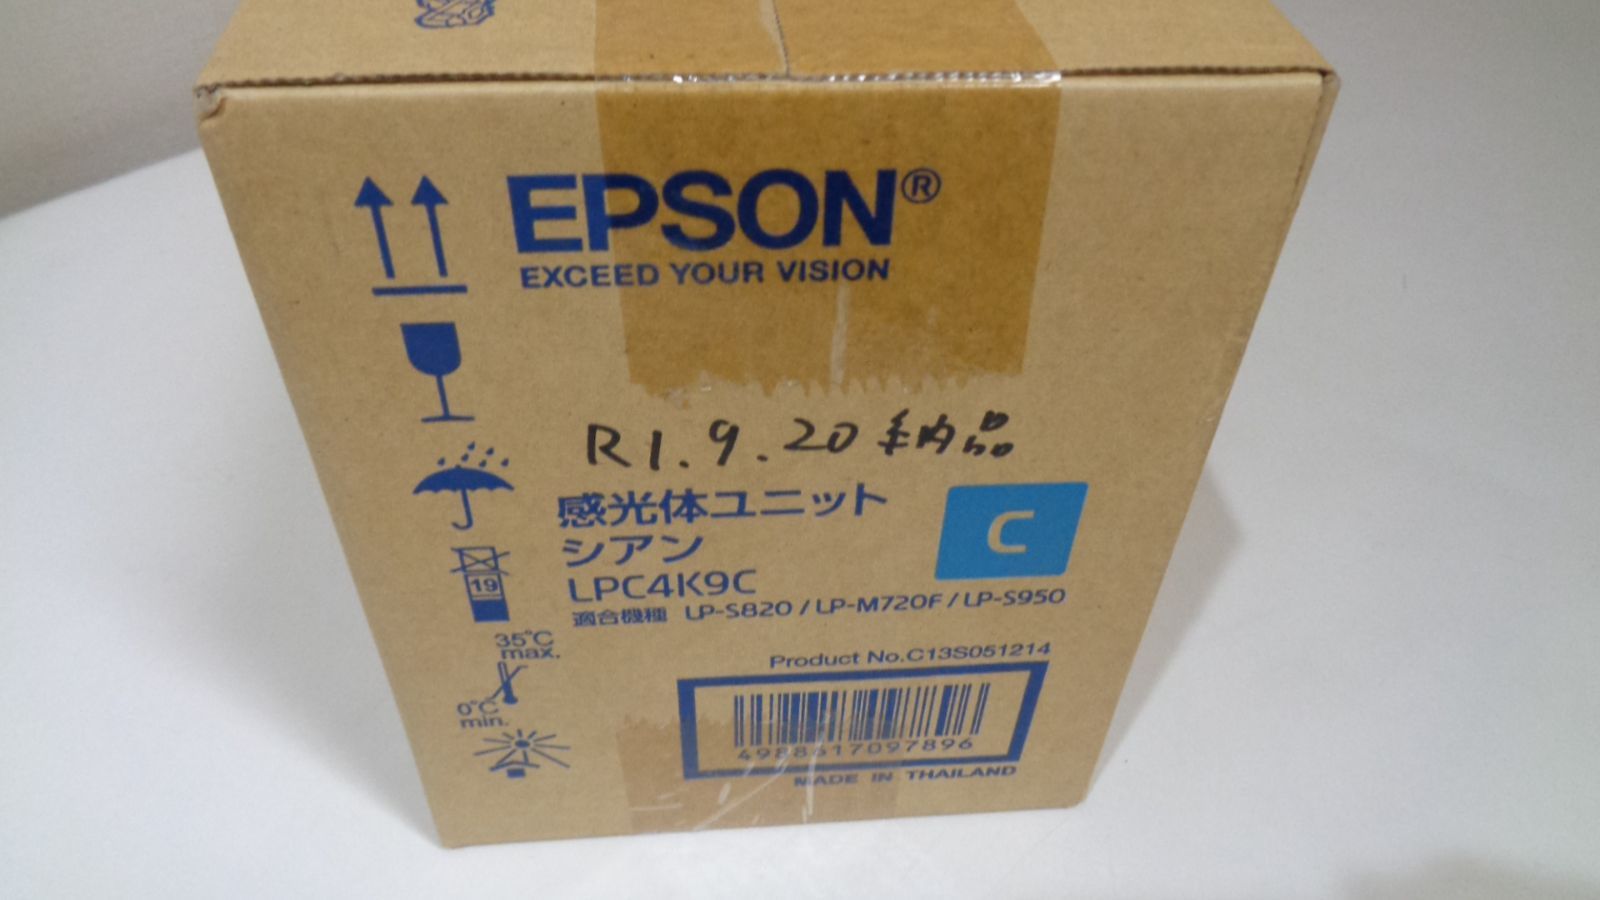 EPSON®
EXCEED YOUR VISION
R1.9.20 納品
感光体ユニット
シアン
C
LPC4K9C
適合機種 LP-S820 / LP-M720F / LP-S950
19
35°C
max.
0°C
min.
Product No.C13S051214
4988617097896
MADE IN THAILAND